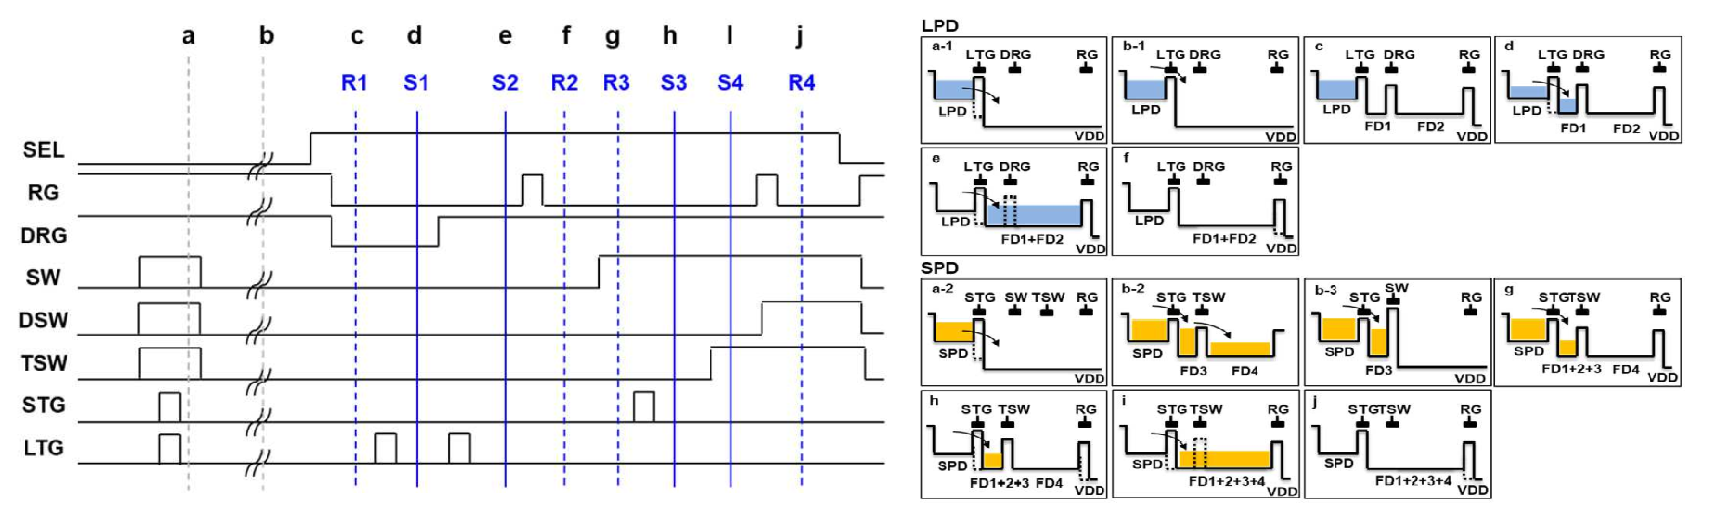 a b c d e f g h l j
R1 S1 S2 R2 R3 S3 S4 R4
SEL
RG
DRG
SW
DSW
TSW
STG
LTG
LPD
a-1 LTG DRG RG
LPD VDD
b-1 LTG DRG RG
LPD VDD
c LTG DRG RG
LPD FD1 FD2 VDD
d LTG DRG RG
LPD FD1 FD2 VDD
e LTG DRG RG
LPD FD1+FD2 VDD
f LTG DRG RG
LPD FD1+FD2 VDD
SPD
a-2 STG SW TSW RG
SPD VDD
b-2 STG TSW
SPD FD3 FD4
b-3 STG SW RG
SPD FD3 VDD
g STGTSW RG
SPD FD1+2+3 FD4 VDD
h STG TSW RG
SPD FD1+2+3 FD4 VDD
i STG TSW RG
SPD FD1+2+3+4 VDD
j STGTSW RG
SPD FD1+2+3+4 VDD